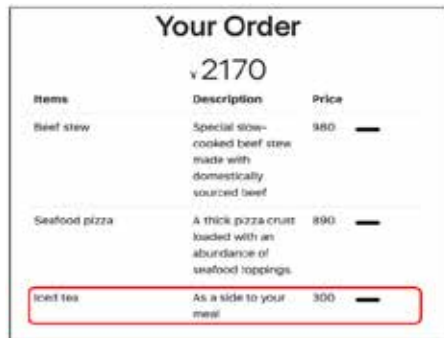 Your Order
¥2170
Items Description Price
Beef stew Special slow- 980
cooked beef stew
made with
domestically
sourced beef
Seafood pizza A thick pizza crust 890
loaded with an
abundance of
seafood toppings.
Iced tea As a side to your 300
meal